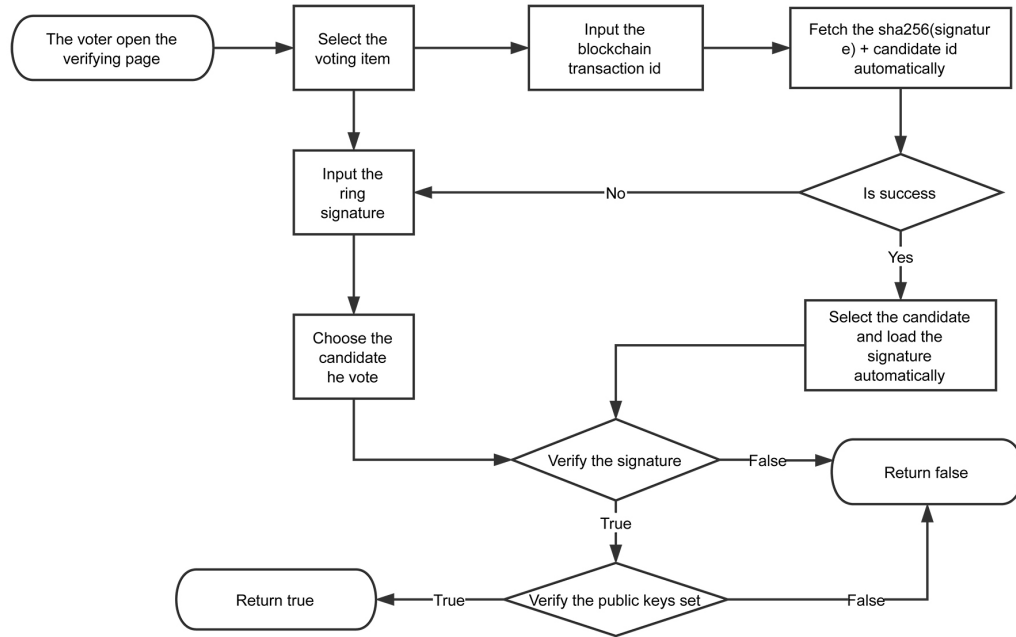 The voter open the
verifying page
Select the
voting item
Input the
blockchain
transaction id
Fetch the sha256(signatur
e) + candidate id
automatically
Input the
ring
signature
No
Is success
Yes
Choose the
candidate
he vote
Select the candidate
and load the
signature
automatically
Verify the signature
False
Return false
True
Return true
True
Verify the public keys set
False